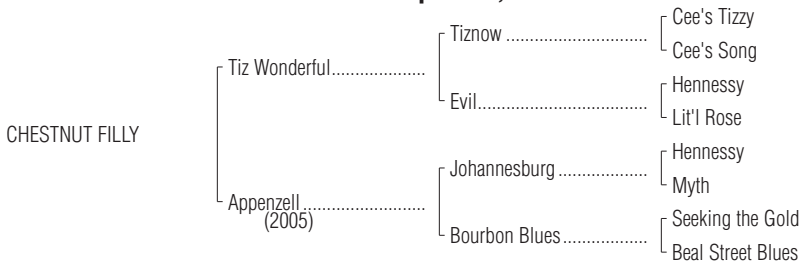 Cee's Tizzy
Tiznow
Cee's Song
Tiz Wonderful
Hennessy
Evil
Lit'l Rose
CHESTNUT FILLY
Hennessy
Johannesburg
Myth
Appenzell
(2005)
Seeking the Gold
Bourbon Blues
Beal Street Blues